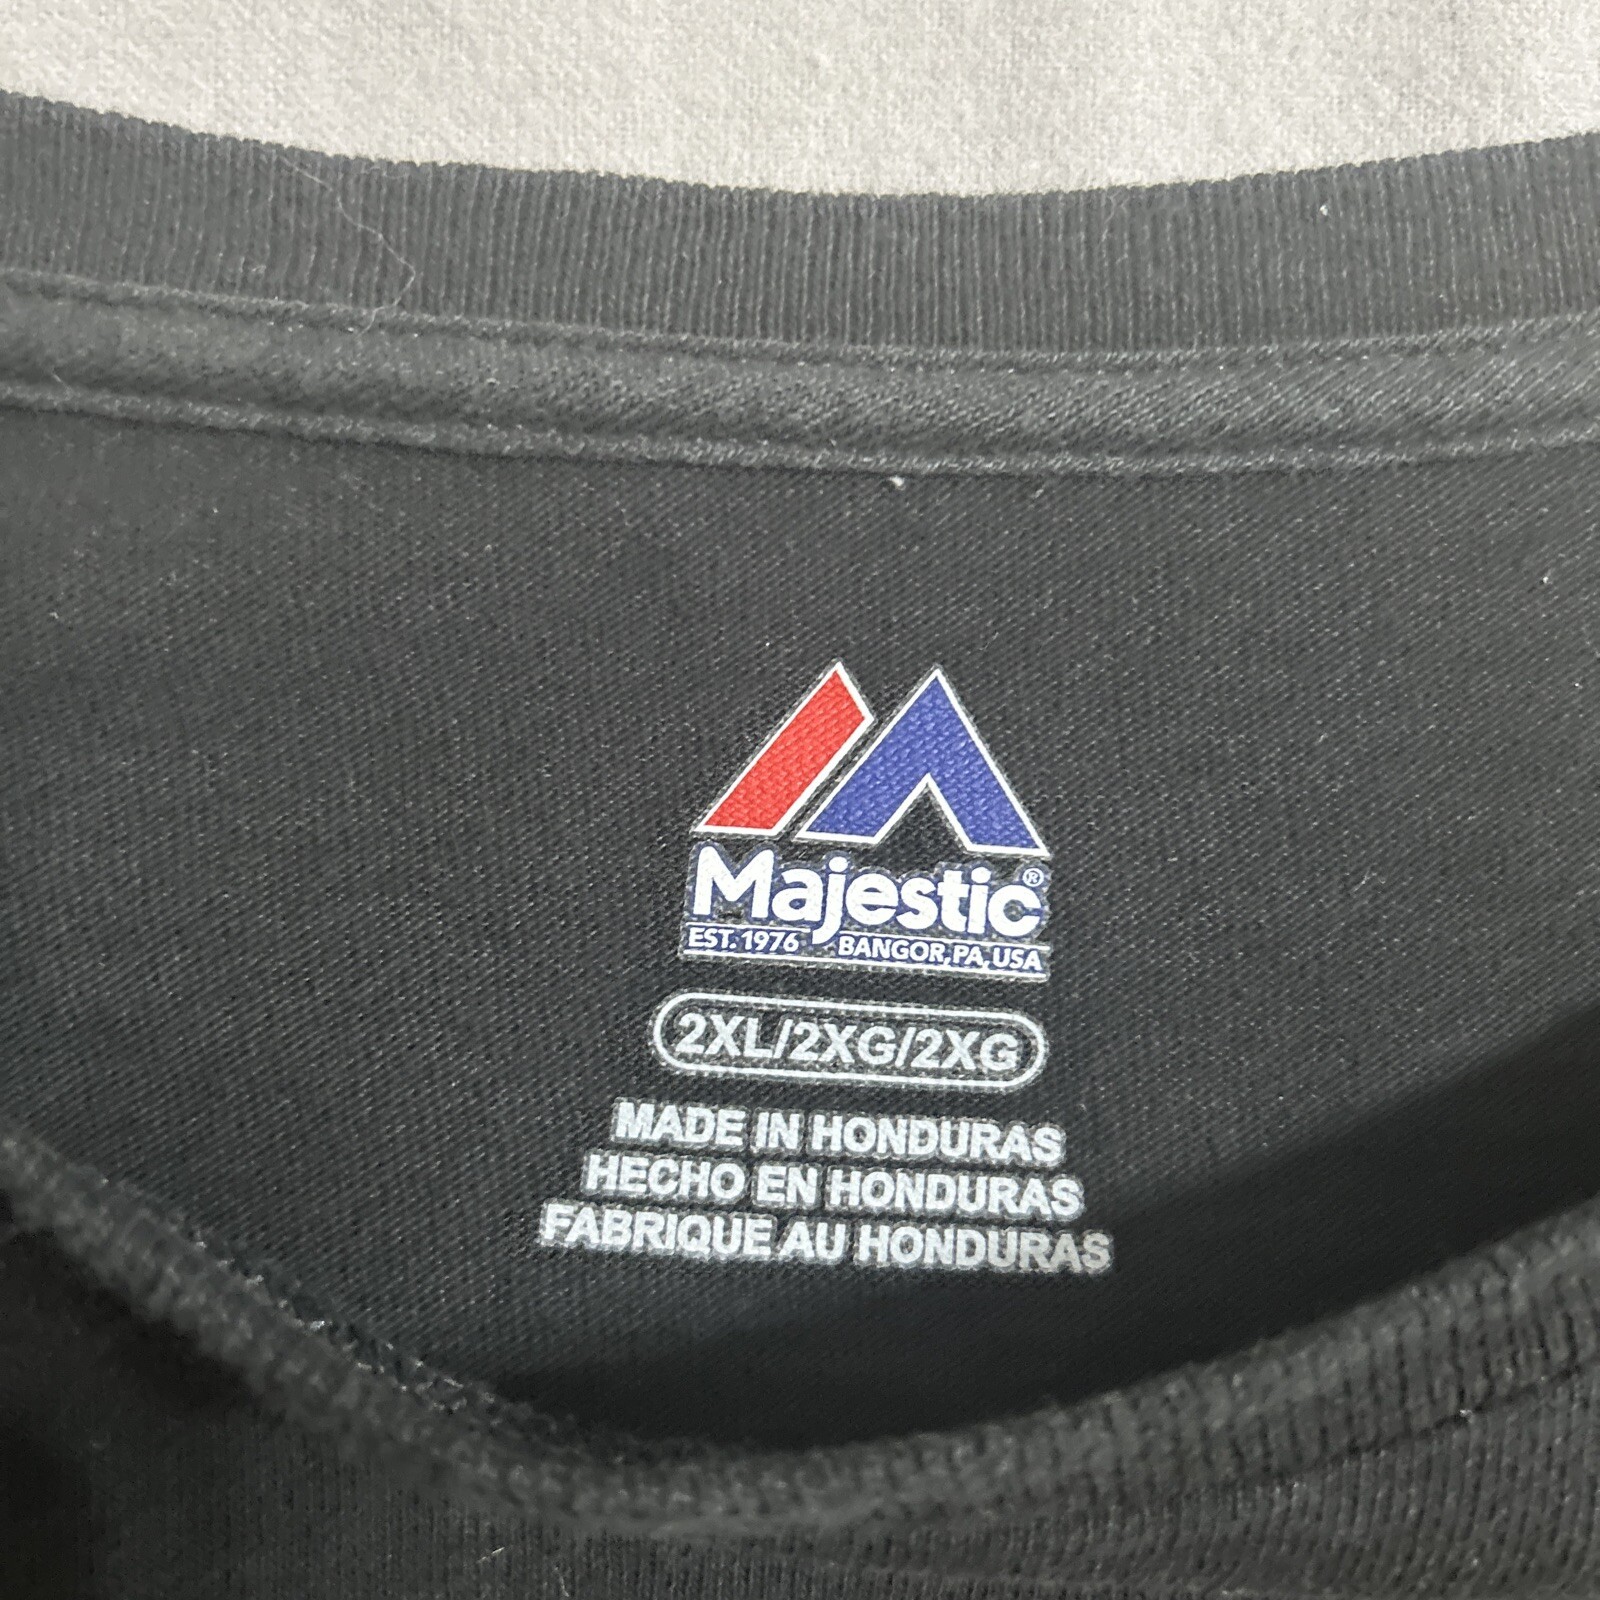 Majestic®
EST. 1976 BANGOR, PA, USA
2XL/2XG/2XG
MADE IN HONDURAS
HECHO EN HONDURAS
FABRIQUE AU HONDURAS